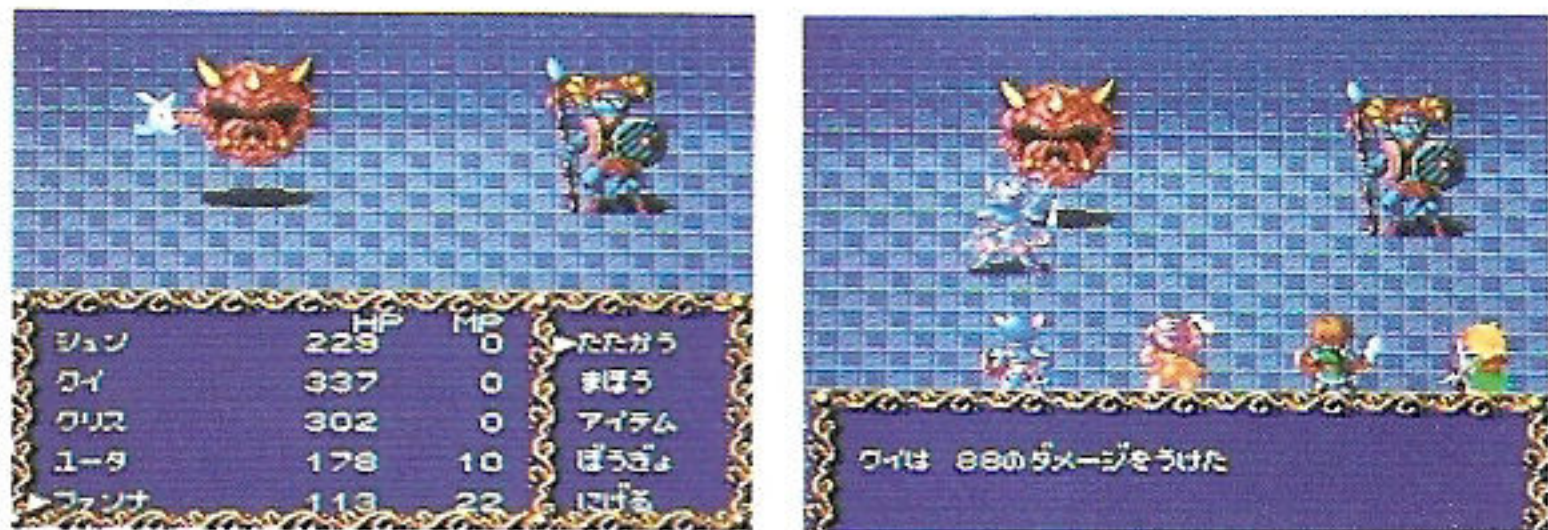 HP MP
ジュン 229 0 ▶たたかう
クイ 337 0 まほう
クリス 302 0 アイテム
ユータ 178 10 ぼうぎょ
▶ファンナ 113 22 にげる
クイは 88のダメージをうけた